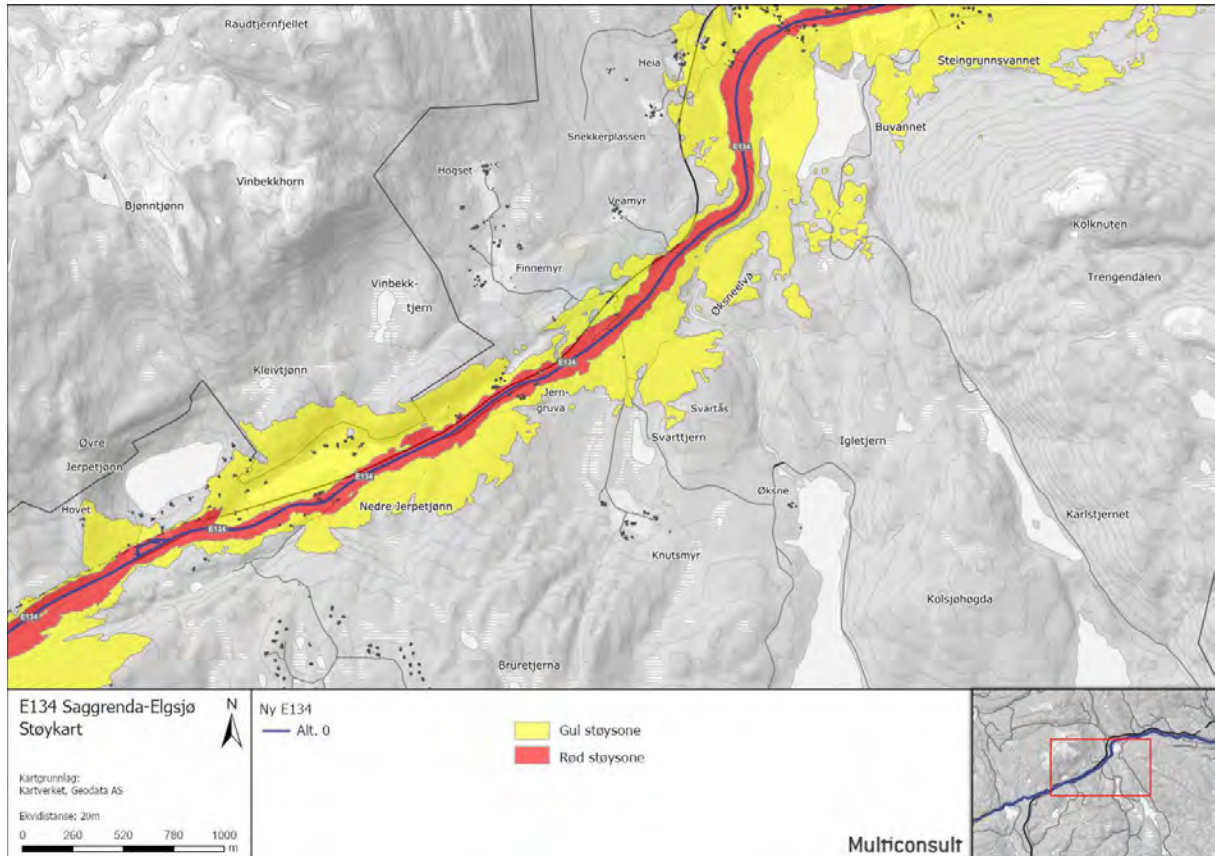 Raudtjernfjellet
Heia
Steingrunnsvannet
Buvannet
Snekkerplassen
E134
Hogset
Vinbekkhorn
Bjønntjønn
Veamyr
Kolknuten
Finnemyr
Trengendalen
Vinbekk-
tjern
Øksneelva
Kleivtjønn
E134
Jern-
gruva
Svartås
Svarttjern
Igletjern
Øvre
Jerpetjønn
E134
Øksne
Hovet
Nedre Jerpetjønn
Karlstjernet
E134
Knutsmyr
Kolsjøhøgda
E134
Bruretjerna
E134 Saggrenda-Elgsjø
Støykart
N
Kartgrunnlag:
Kartverket, Geodata AS
Ekvidistanse: 20m
0 260 520 780 1000
m
Ny E134
Alt. 0
Gul støysone
Rød støysone
Multiconsult